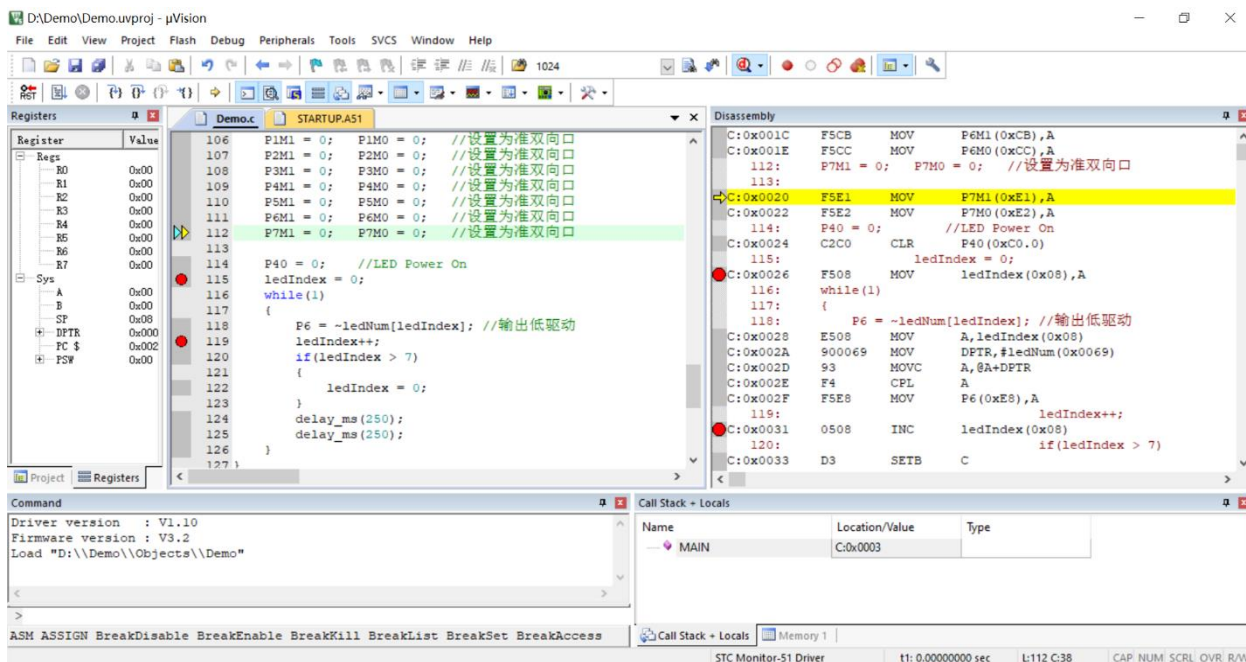 D:\Demo\Demo.uvproj - µVision
File Edit View Project Flash Debug Peripherals Tools SVCS Window Help
1024
RST
Registers
Register Value
Regs
R0 0x00
R1 0x00
R2 0x00
R3 0x00
R4 0x00
R5 0x00
R6 0x00
R7 0x00
Sys
A 0x00
B 0x00
SP 0x08
DPTR 0x000
PC $ 0x002
PSW 0x00
Project Registers
Demo.c STARTUP.A51
106 P1M1 = 0; P1M0 = 0; //设置为准双向口
107 P2M1 = 0; P2M0 = 0; //设置为准双向口
108 P3M1 = 0; P3M0 = 0; //设置为准双向口
109 P4M1 = 0; P4M0 = 0; //设置为准双向口
110 P5M1 = 0; P5M0 = 0; //设置为准双向口
111 P6M1 = 0; P6M0 = 0; //设置为准双向口
112 P7M1 = 0; P7M0 = 0; //设置为准双向口
113
114 P40 = 0; //LED Power On
115 ledIndex = 0;
116 while(1)
117 {
118 P6 = ~ledNum[ledIndex]; //输出低驱动
119 ledIndex++;
120 if(ledIndex > 7)
121 {
122 ledIndex = 0;
123 }
124 delay_ms(250);
125 delay_ms(250);
126 }
127 }
Disassembly
C:0x001C F5CB MOV P6M1(0xCB),A
C:0x001E F5CC MOV P6M0(0xCC),A
112: P7M1 = 0; P7M0 = 0; //设置为准双向口
113:
C:0x0020 F5E1 MOV P7M1(0xE1),A
C:0x0022 F5E2 MOV P7M0(0xE2),A
114: P40 = 0; //LED Power On
C:0x0024 C2C0 CLR P40(0xC0.0)
115: ledIndex = 0;
C:0x0026 F508 MOV ledIndex(0x08),A
116: while(1)
117: {
118: P6 = ~ledNum[ledIndex]; //输出低驱动
C:0x0028 E508 MOV A,ledIndex(0x08)
C:0x002A 900069 MOV DPTR,#ledNum(0x0069)
C:0x002D 93 MOVC A,@A+DPTR
C:0x002E F4 CPL A
C:0x002F F5E8 MOV P6(0xE8),A
119: ledIndex++;
C:0x0031 0508 INC ledIndex(0x08)
120: if(ledIndex > 7)
C:0x0033 D3 SETB C
Command
Driver version : V1.10
Firmware version : V3.2
Load "D:\\Demo\\Objects\\Demo"
>
ASM ASSIGN BreakDisable BreakEnable BreakKill BreakList BreakSet BreakAccess
Call Stack + Locals
Name Location/Value Type
MAIN C:0x0003
Call Stack + Locals Memory 1
STC Monitor-51 Driver t1: 0.00000000 sec L:112 C:38 CAP NUM SCRL OVR R/W